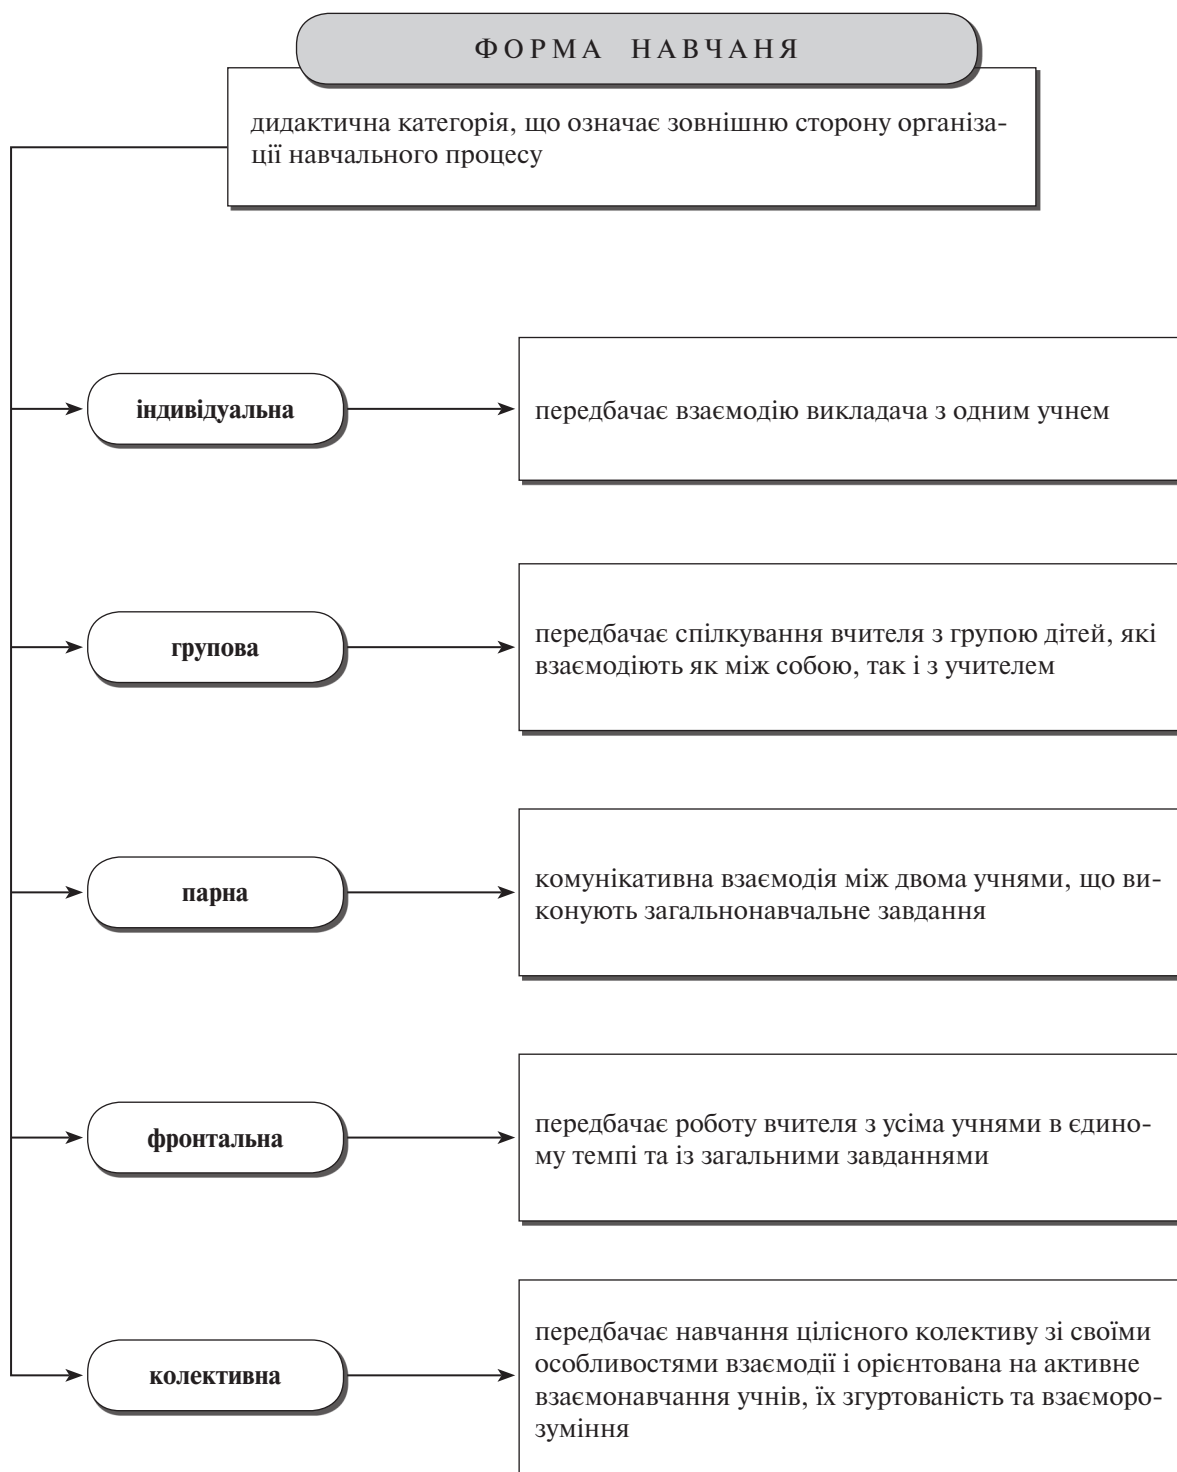 ФОРМА НАВЧАНЯ
дидактична категорія, що означає зовнішню сторону організа-
ції навчального процесу
індивідуальна
передбачає взаємодію викладача з одним учнем
групова
передбачає спілкування вчителя з групою дітей, які
взаємодіють як між собою, так і з учителем
парна
комунікативна взаємодія між двома учнями, що ви-
конують загальнонавчальне завдання
фронтальна
передбачає роботу вчителя з усіма учнями в єдино-
му темпі та із загальними завданнями
колективна
передбачає навчання цілісного колективу зі своїми
особливостями взаємодії і орієнтована на активне
взаємонавчання учнів, їх згуртованість та взаєморо-
зуміння